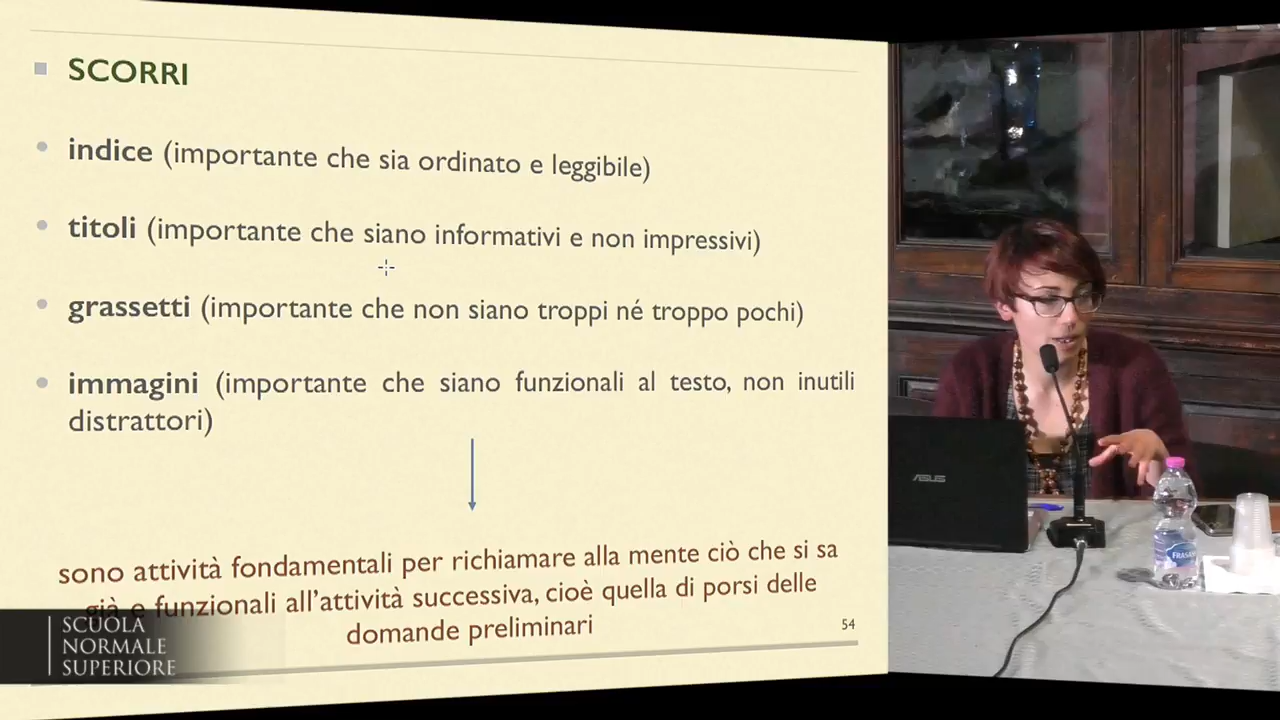 SCORRI
indice (importante che sia ordinato e leggibile)
titoli (importante che siano informativi e non impressivi)
grassetti (importante che non siano troppi né troppo pochi)
immagini (importante che siano funzionali al testo, non inutili
distrattori)
sono attività fondamentali per richiamare alla mente ciò che si sa
già e funzionali all'attività successiva, cioè quella di porsi delle
domande preliminari
54
SCUOLA
NORMALE
SUPERIORE
ASUS